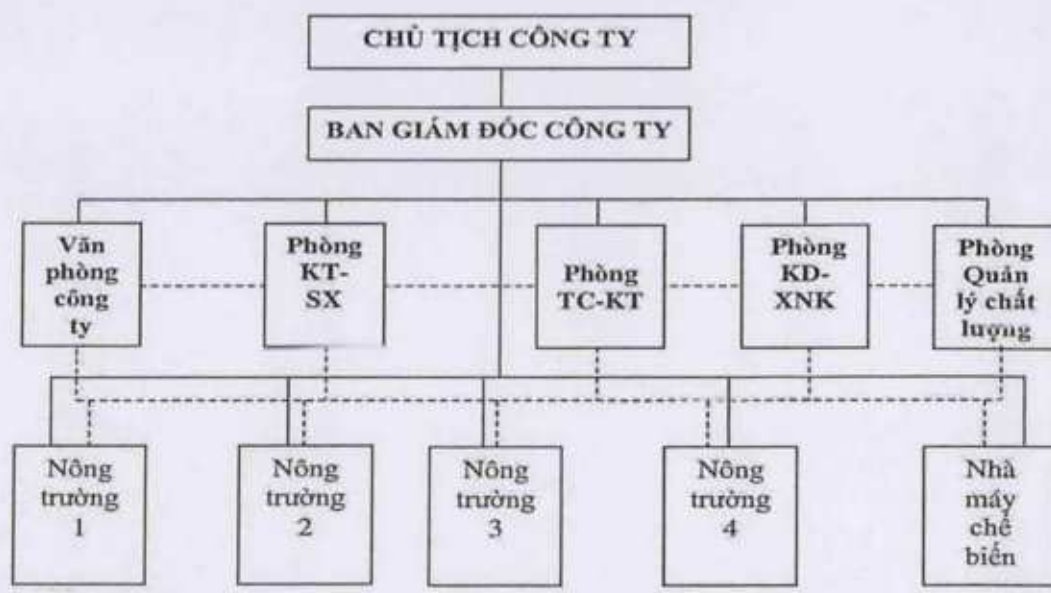 CHỦ TỊCH CÔNG TY
BAN GIÁM ĐỐC CÔNG TY
Văn
phòng
công
ty
Phòng
KT-
SX
Phòng
TC-KT
Phòng
KD-
XNK
Phòng
Quản
lý chất
lượng
Nông
trường
1
Nông
trường
2
Nông
trường
3
Nông
trường
4
Nhà
máy
chế
biến